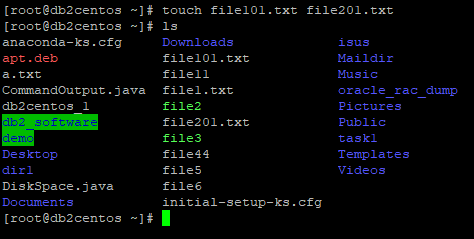 [root@db2centos ~]# touch file101.txt file201.txt
[root@db2centos ~]# ls
anaconda-ks.cfg Downloads isus
apt.deb file101.txt Maildir
a.txt file11 Music
CommandOutput.java file1.txt oracle_rac_dump
db2centos_1 file2 Pictures
db2_software file201.txt Public
demo file3 task1
Desktop file44 Templates
dir1 file5 Videos
DiskSpace.java file6
Documents initial-setup-ks.cfg
[root@db2centos ~]#